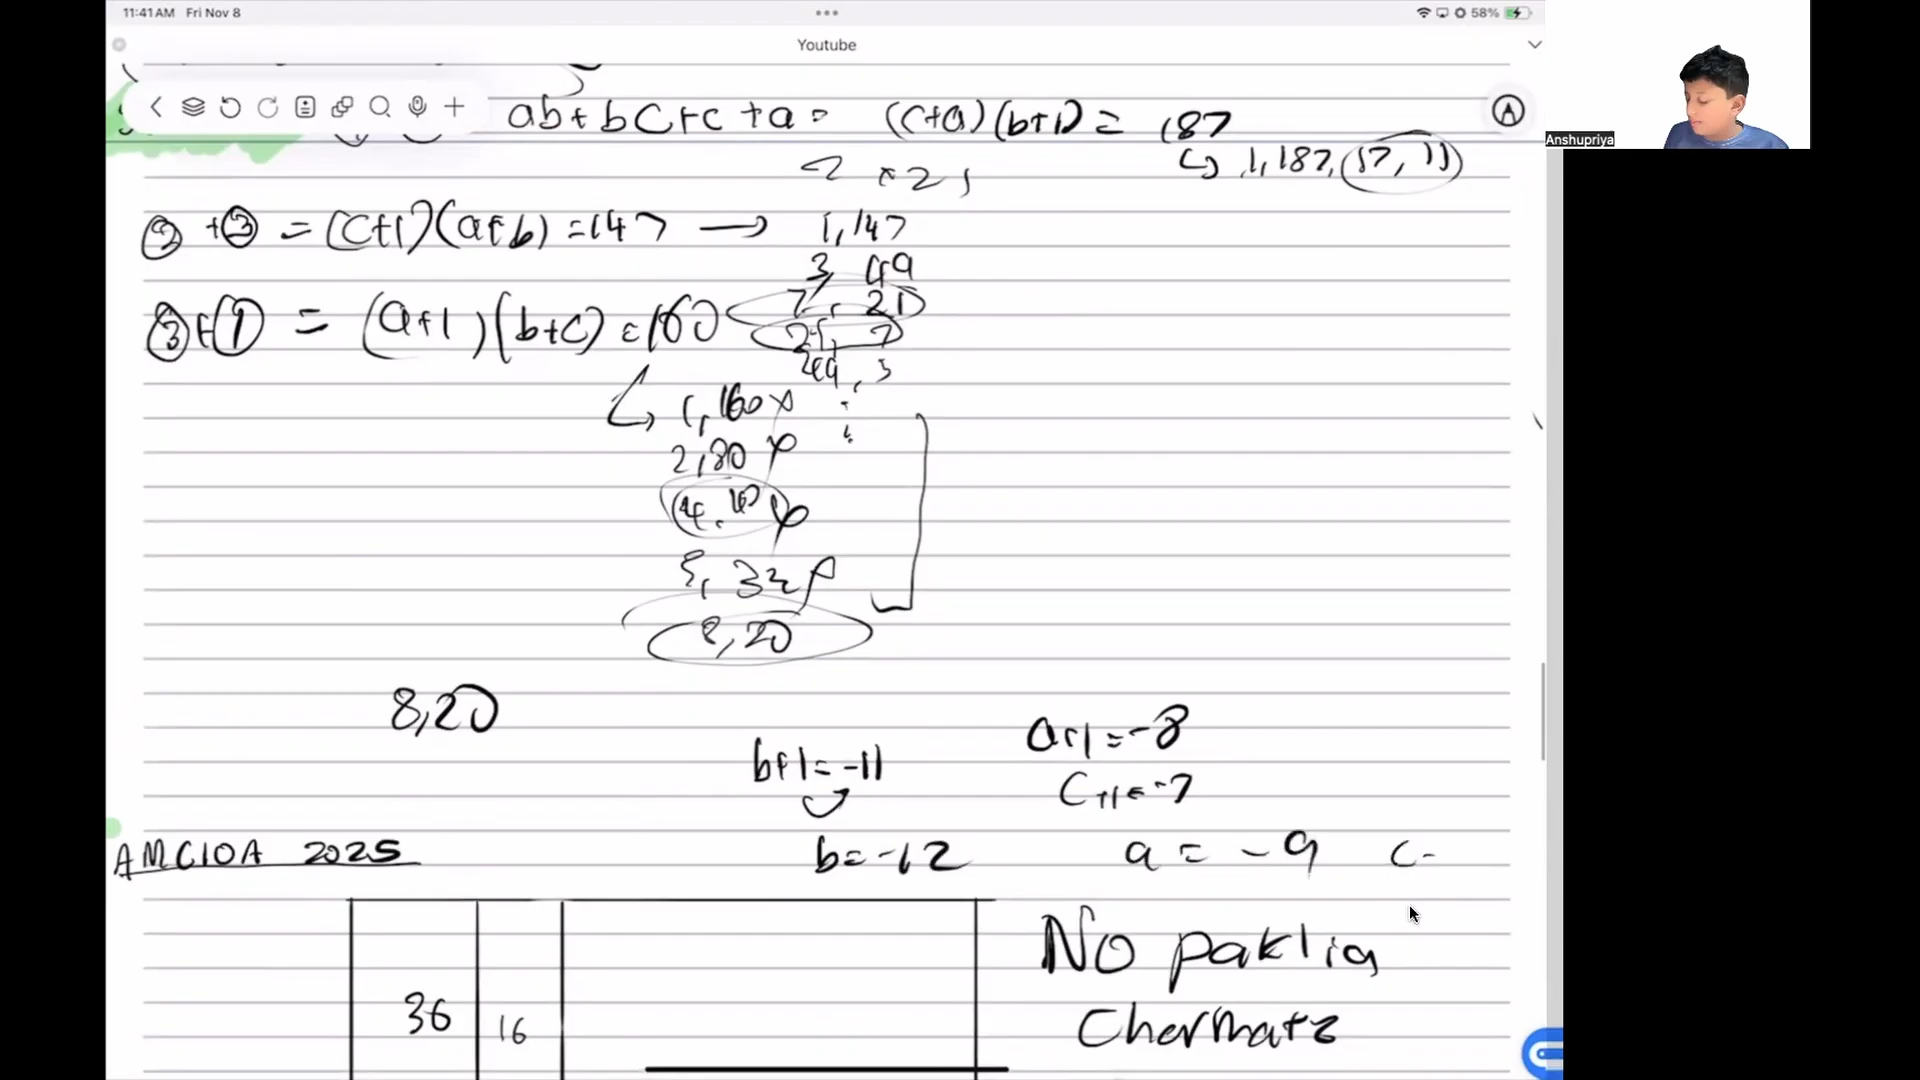 11:41 AM Fri Nov 8
58%
Youtube
ab + bc + c + a = (c+a)(b+1) = 187
↳ 1, 187, 17, 11
② + ③ = (c+1)(a+b) = 147 → 1, 147
3, 49
7, 21
21, 7
49, 3
③ + ① = (a+1)(b+c) = 160
↳ 1, 160 x
2, 80
4, 40
5, 32
8, 20
8, 20
a+1 = -8
b+1 = -11
c+1 = -7
b = -12
a = -9 c =
AMC10A 2025
No
36
16
Anshupriya